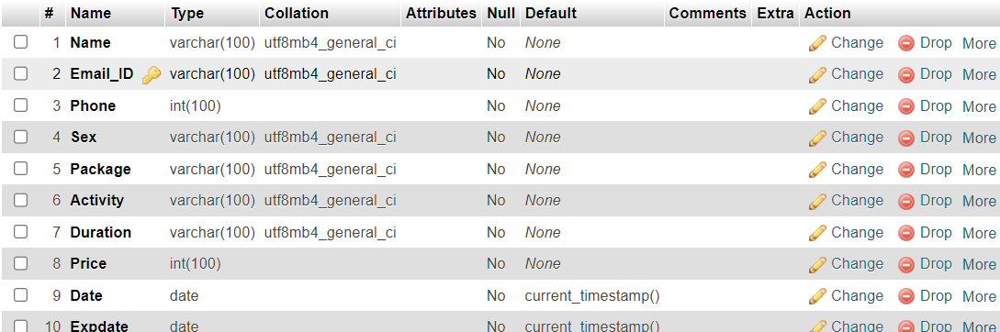 # Name Type Collation Attributes Null Default Comments Extra Action
1 Name varchar(100) utf8mb4_general_ci No None Change Drop More
2 Email_ID varchar(100) utf8mb4_general_ci No None Change Drop More
3 Phone int(100) No None Change Drop More
4 Sex varchar(100) utf8mb4_general_ci No None Change Drop More
5 Package varchar(100) utf8mb4_general_ci No None Change Drop More
6 Activity varchar(100) utf8mb4_general_ci No None Change Drop More
7 Duration varchar(100) utf8mb4_general_ci No None Change Drop More
8 Price int(100) No None Change Drop More
9 Date date No current_timestamp() Change Drop More
10 Expdate date No current_timestamp() Change Drop More